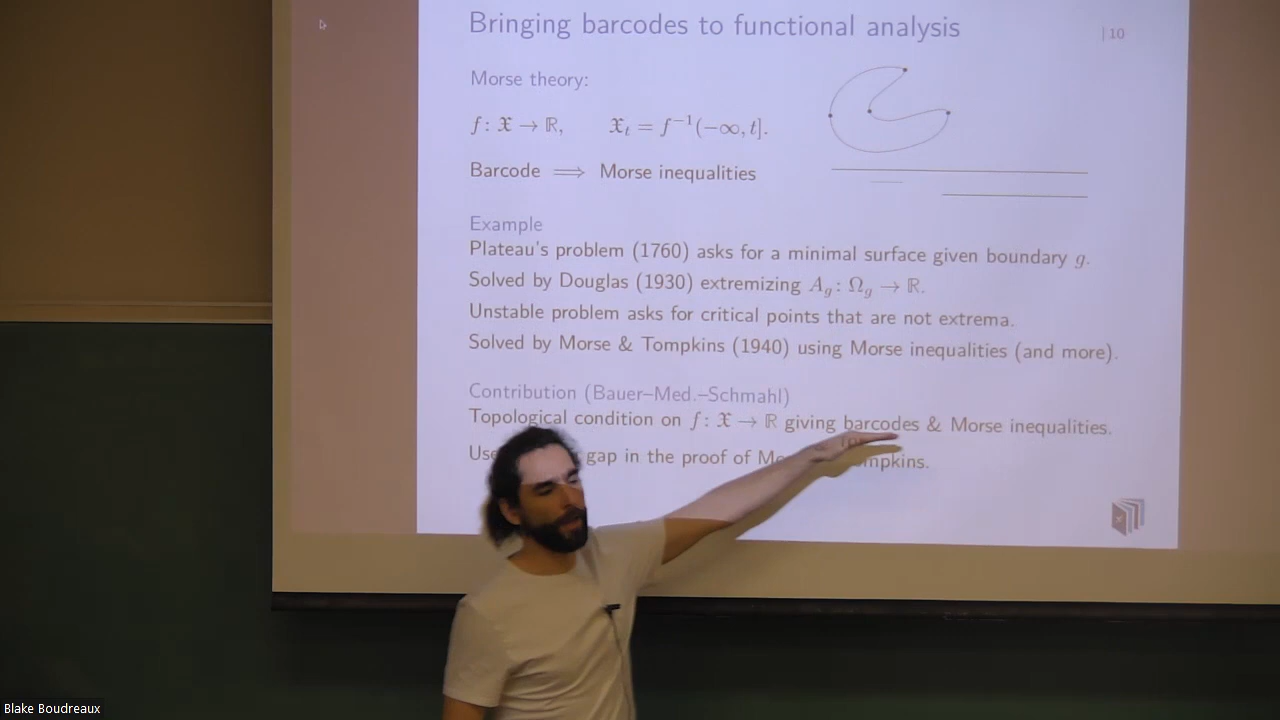 Bringing barcodes to functional analysis
| 10
Morse theory:
f: 𝔛 → ℝ, 𝔛ₜ = f⁻¹(−∞, t].
Barcode ⟹ Morse inequalities
Example
Plateau's problem (1760) asks for a minimal surface given boundary g.
Solved by Douglas (1930) extremizing A_g: Ω_g → ℝ.
Unstable problem asks for critical points that are not extrema.
Solved by Morse & Tompkins (1940) using Morse inequalities (and more).
Contribution (Bauer–Med.–Schmahl)
Topological condition on f: 𝔛 → ℝ giving barcodes & Morse inequalities.
gap in the proof of
Blake Boudreaux